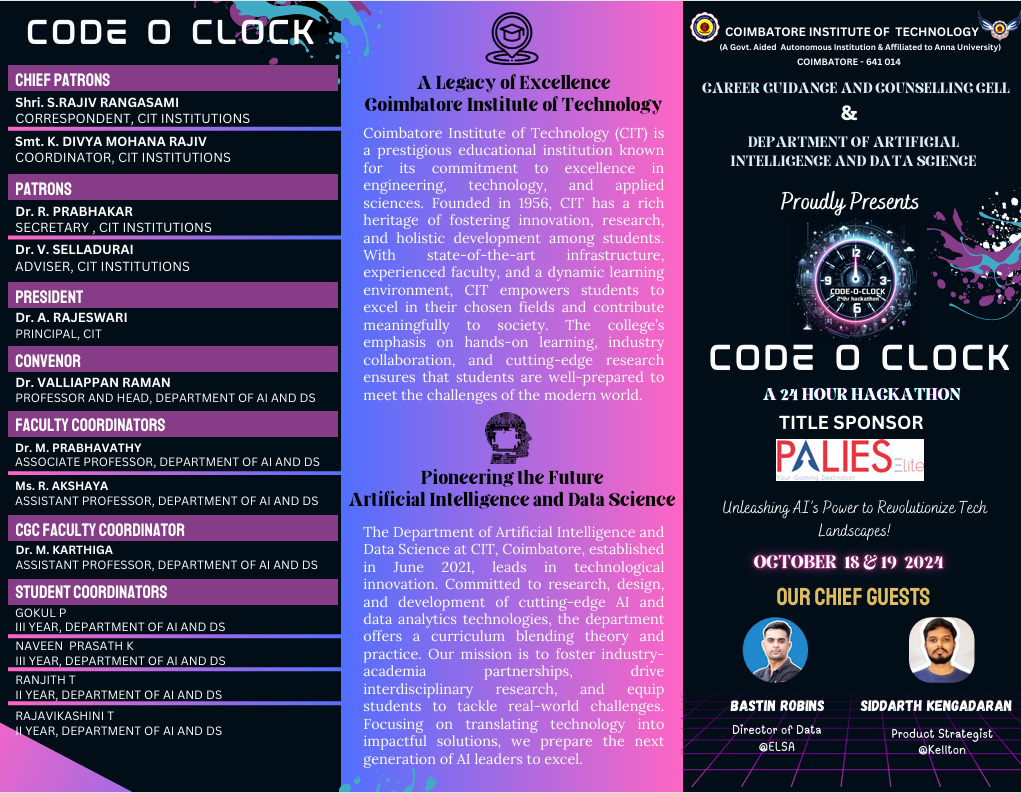 CODE O CLOCK
CHIEF PATRONS
Shri. S.RAJIV RANGASAMI
CORRESPONDENT, CIT INSTITUTIONS
Smt. K. DIVYA MOHANA RAJIV
COORDINATOR, CIT INSTITUTIONS
PATRONS
Dr. R. PRABHAKAR
SECRETARY , CIT INSTITUTIONS
Dr. V. SELLADURAI
ADVISER, CIT INSTITUTIONS
PRESIDENT
Dr. A. RAJESWARI
PRINCIPAL, CIT
CONVENOR
Dr. VALLIAPPAN RAMAN
PROFESSOR AND HEAD, DEPARTMENT OF AI AND DS
FACULTY COORDINATORS
Dr. M. PRABHAVATHY
ASSOCIATE PROFESSOR, DEPARTMENT OF AI AND DS
Ms. R. AKSHAYA
ASSISTANT PROFESSOR, DEPARTMENT OF AI AND DS
CGC FACULTY COORDINATOR
Dr. M. KARTHIGA
ASSISTANT PROFESSOR, DEPARTMENT OF AI AND DS
STUDENT COORDINATORS
GOKUL P
III YEAR, DEPARTMENT OF AI AND DS
NAVEEN PRASATH K
III YEAR, DEPARTMENT OF AI AND DS
RANJITH T
II YEAR, DEPARTMENT OF AI AND DS
RAJAVIKASHINI T
II YEAR, DEPARTMENT OF AI AND DS
A Legacy of Excellence
Coimbatore Institute of Technology
Coimbatore Institute of Technology (CIT) is
a prestigious educational institution known
for its commitment to excellence in
engineering, technology, and applied
sciences. Founded in 1956, CIT has a rich
heritage of fostering innovation, research,
and holistic development among students.
With state-of-the-art infrastructure,
experienced faculty, and a dynamic learning
environment, CIT empowers students to
excel in their chosen fields and contribute
meaningfully to society. The college's
emphasis on hands-on learning, industry
collaboration, and cutting-edge research
ensures that students are well-prepared to
meet the challenges of the modern world.
Pioneering the Future
Artificial Intelligence and Data Science
The Department of Artificial Intelligence and
Data Science at CIT, Coimbatore, established
in June 2021, leads in technological
innovation. Committed to research, design,
and development of cutting-edge AI and
data analytics technologies, the department
offers a curriculum blending theory and
practice. Our mission is to foster industry-
academia partnerships, drive
interdisciplinary research, and equip
students to tackle real-world challenges.
Focusing on translating technology into
impactful solutions, we prepare the next
generation of AI leaders to excel.
COIMBATORE INSTITUTE OF TECHNOLOGY
(A Govt. Aided Autonomous Institution & Affiliated to Anna University)
COIMBATORE - 641 014
CAREER GUIDANCE AND COUNSELLING CELL
&
DEPARTMENT OF ARTIFICIAL
INTELLIGENCE AND DATA SCIENCE
Proudly Presents
12
9 3
CODE-O-CLOCK
24hr hackathon
6
CODE O CLOCK
A 24 HOUR HACKATHON
TITLE SPONSOR
PALIES Elite
Your Coming Destination
Unleashing AI's Power to Revolutionize Tech
Landscapes!
OCTOBER 18 & 19 2024
OUR CHIEF GUESTS
BASTIN ROBINS
Director of Data
@ELSA
SIDDARTH KENGADARAN
Product Strategist
@Kellton